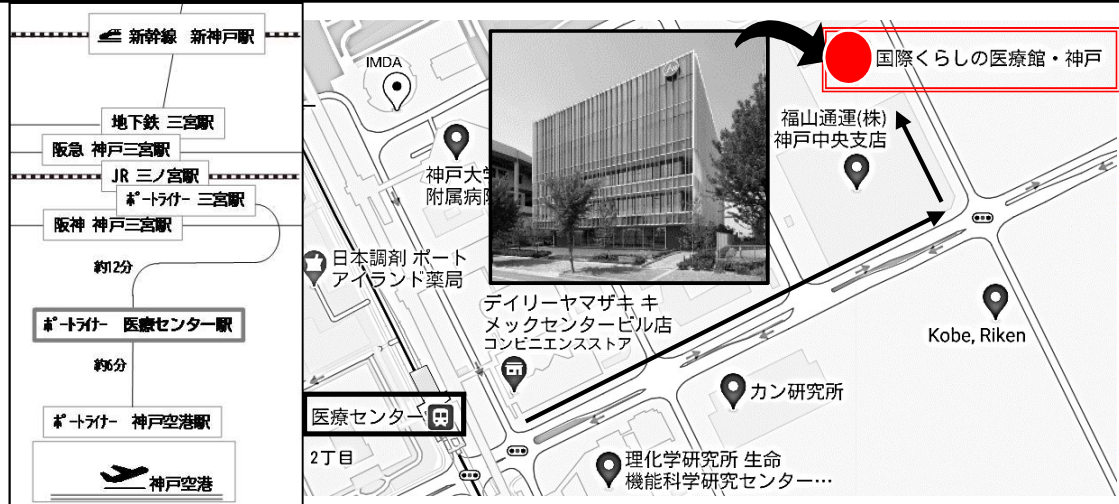 新幹線 新神戸駅
地下鉄 三宮駅
阪急 神戸三宮駅
JR 三ノ宮駅
ﾎﾟｰﾄﾗｲﾅｰ 三宮駅
阪神 神戸三宮駅
約12分
ﾎﾟｰﾄﾗｲﾅｰ 医療センター駅
約6分
ﾎﾟｰﾄﾗｲﾅｰ 神戸空港駅
神戸空港
IMDA
神戸大学
附属病院
国際くらしの医療館・神戸
福山通運(株)
神戸中央支店
日本調剤 ポート
アイランド薬局
デイリーヤマザキ キ
メックセンタービル店
コンビニエンスストア
Kobe, Riken
カン研究所
医療センター
2丁目
理化学研究所 生命
機能科学研究センター…